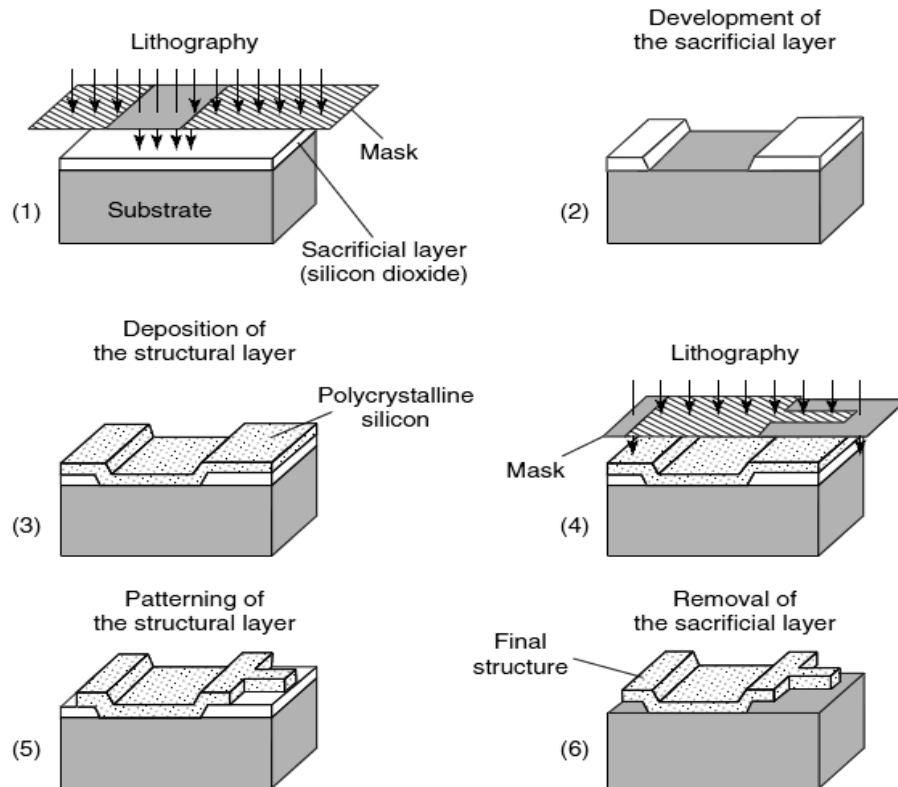 Lithography
Mask
Substrate
(1)
Sacrificial layer
(silicon dioxide)
Development of
the sacrificial layer
(2)
Deposition of
the structural layer
Polycrystalline
silicon
(3)
Lithography
Mask
(4)
Patterning of
the structural layer
(5)
Removal of
the sacrificial layer
Final
structure
(6)